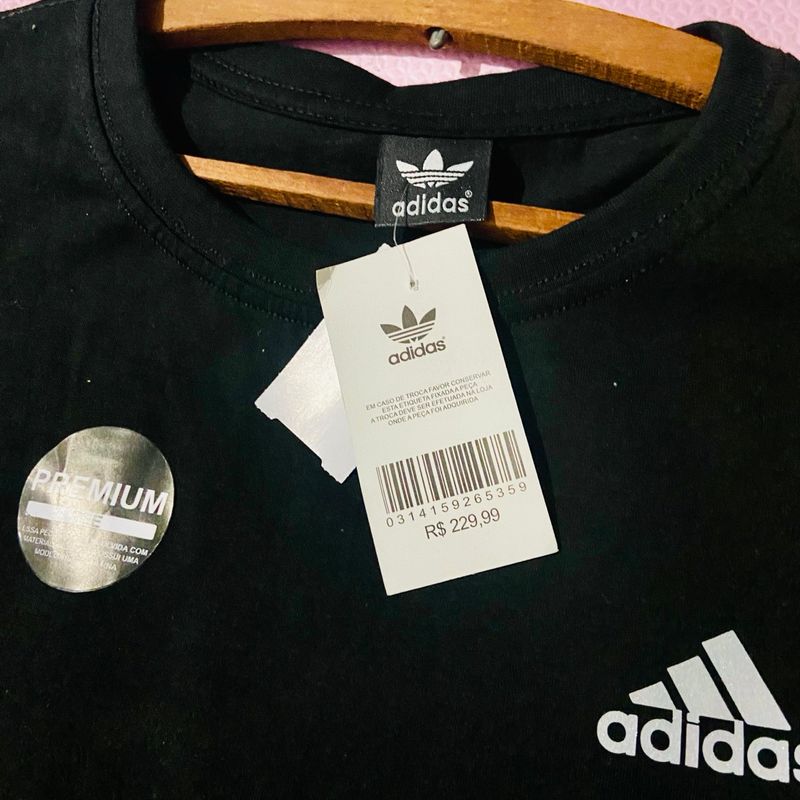 adidas®
adidas
EM CASO DE TROCA FAVOR CONSERVAR
ESTA ETIQUETA FIXADA A PEÇA
A TROCA DEVE SER EFETUADA NA LOJA
ONDE A PEÇA FOI ADQUIRIDA
0314159265359
R$ 229,99
PREMIUM
adidas